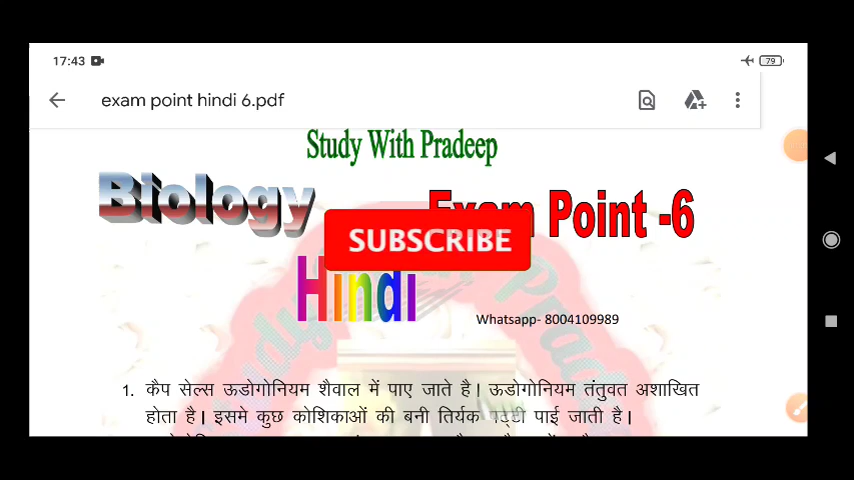 17:43
79
exam point hindi 6.pdf
Study With Pradeep
Biology
Exam Point -6
SUBSCRIBE
Hindi
Whatsapp- 8004109989
1. कैप सेल्स ऊडोगोनियम शैवाल में पाए जाते है। ऊडोगोनियम तंतुवत अशाखित
होता है। इसमे कुछ कोशिकाओं की बनी तिर्यक पट्टी पाई जाती है।